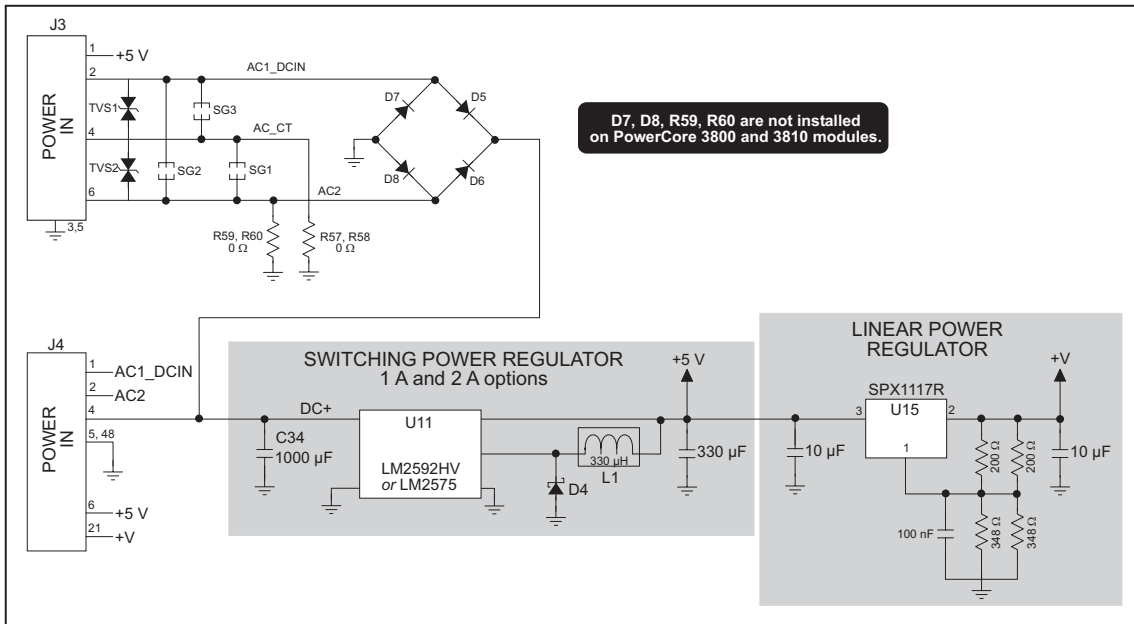 J3
POWER IN
1
+5 V
2
AC1_DCIN
TVS1
SG3
4
AC_CT
TVS2
SG2
SG1
6
AC2
3,5
R59, R60
0 Ω
R57, R58
0 Ω
D7
D5
D8
D6
D7, D8, R59, R60 are not installed
on PowerCore 3800 and 3810 modules.
J4
POWER IN
1
AC1_DCIN
2
AC2
4
5, 48
6
+5 V
21
+V
SWITCHING POWER REGULATOR
1 A and 2 A options
DC+
C34
1000 µF
U11
LM2592HV
or LM2575
D4
330 µH
L1
+5 V
330 µF
LINEAR POWER
REGULATOR
10 µF
SPX1117R
3
U15
2
1
+V
200 Ω
200 Ω
10 µF
100 nF
348 Ω
348 Ω